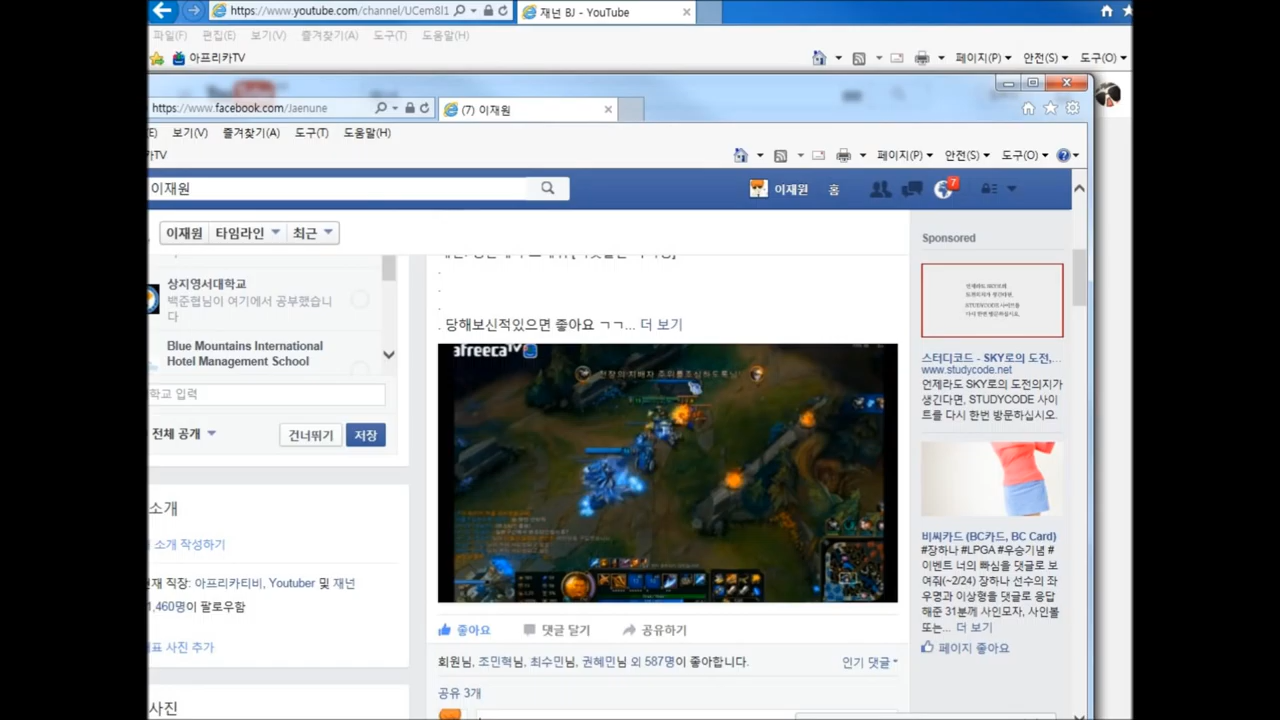 https://www.youtube.com/channel/UCem8l1
재넌 BJ - YouTube
파일(F) 편집(E) 보기(V) 즐겨찾기(A) 도구(T) 도움말(H)
아프리카TV
페이지(P) 안전(S) 도구(O)
https://www.facebook.com/Jaenune
(7) 이재원
보기(V) 즐겨찾기(A) 도구(T) 도움말(H)
카TV
페이지(P) 안전(S) 도구(O)
이재원
이재원 홈
7
이재원 타임라인 최근
Sponsored
상지영서대학교
백준협님이 여기에서 공부했습니다
Blue Mountains International
Hotel Management School
학교 입력
전체 공개
건너뛰기 저장
. 당해보신적있으면 좋아요 ㄱㄱ... 더 보기
afreecaTV
스터디코드 - SKY로의 도전,...
www.studycode.net
언제라도 SKY로의 도전의지가
생긴다면, STUDYCODE 사이
트를 다시 한번 방문하십시오.
비씨카드 (BC카드, BC Card)
#장하나 #LPGA #우승기념 #
이벤트 너의 빠심을 댓글로 보
여줘(~2/24) 장하나 선수의 좌
우명과 이상형을 댓글로 응답
해준 31분께 사인모자, 사인볼
또는... 더 보기
페이지 좋아요
소개
소개 작성하기
현재 직장: 아프리카티비, Youtuber 및 재넌
1,460명이 팔로우함
대표 사진 추가
사진
좋아요 댓글 달기 공유하기
회원님, 조민혁님, 최수민님, 권혜민님 외 587명이 좋아합니다.
인기 댓글
공유 3개